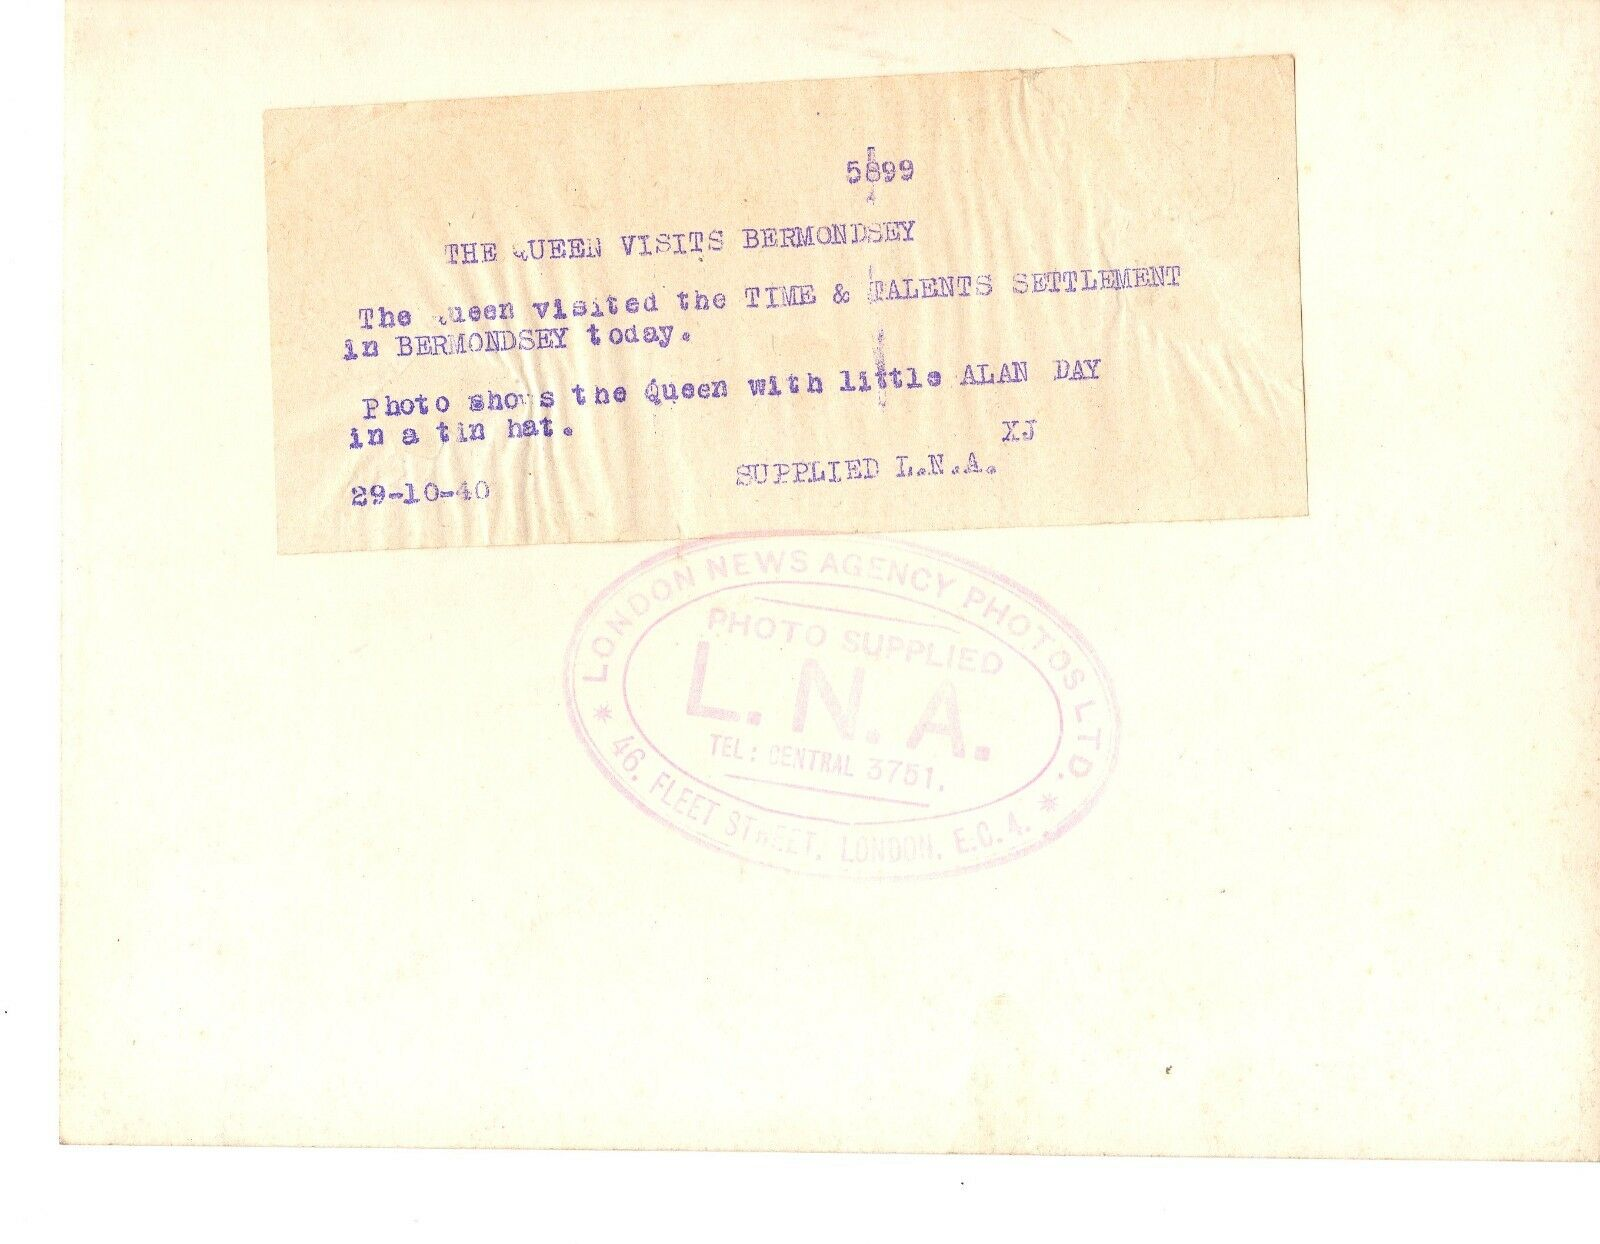 5899
THE QUEEN VISITS BERMONDSEY
The Queen visited the TIME & TALENTS SETTLEMENT
in BERMONDSEY today.
Photo shows the Queen with little ALAN DAY
in a tin hat.
XJ
SUPPLIED L.N.A.
29-10-40
LONDON NEWS AGENCY PHOTOS LTD.
PHOTO SUPPLIED
L.N.A.
TEL: CENTRAL 3751.
* 46, FLEET STREET, LONDON, E.C.4. *